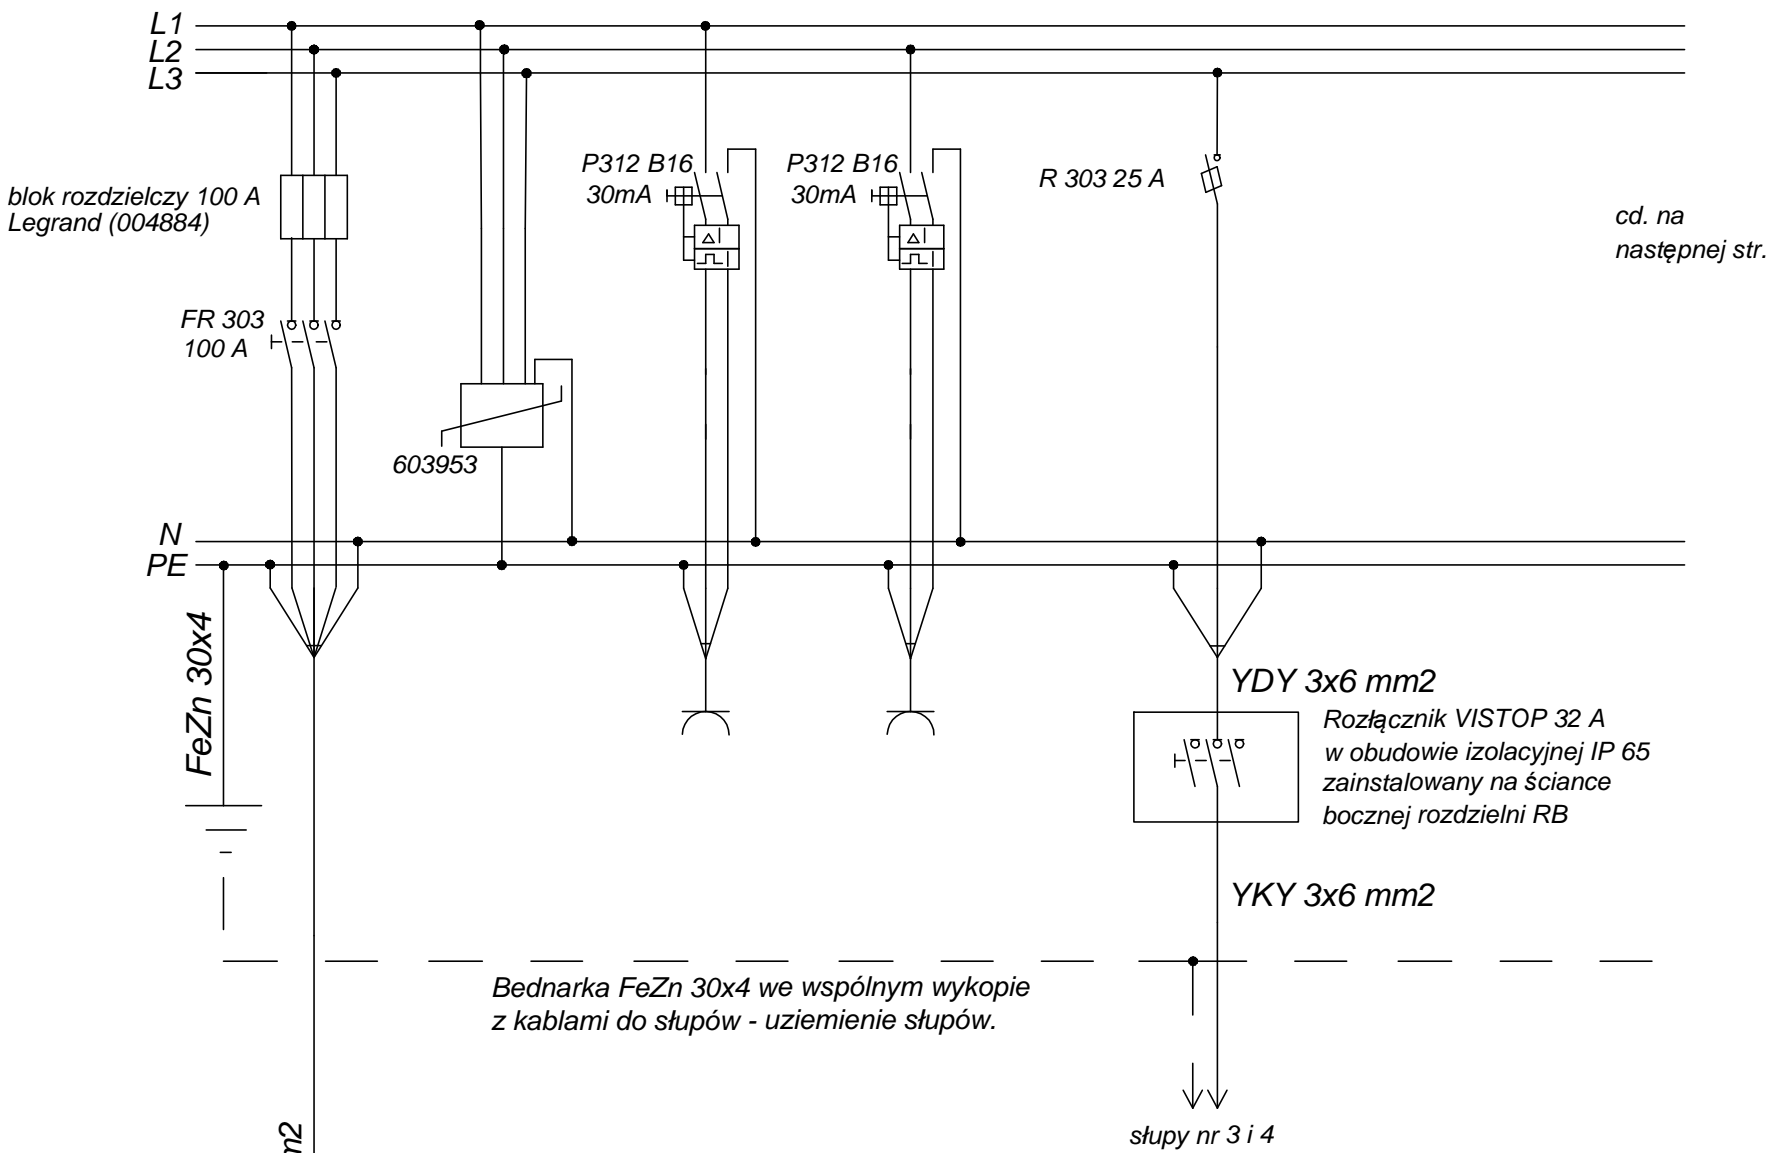 L1
L2
L3
blok rozdzielczy 100 A
Legrand (004884)
FR 303
100 A
603953
P312 B16
30mA
P312 B16
30mA
R 303 25 A
cd. na
następnej str.
N
PE
FeZn 30x4
YDY 3x6 mm2
Rozłącznik VISTOP 32 A
w obudowie izolacyjnej IP 65
zainstalowany na ściance
bocznej rozdzielni RB
YKY 3x6 mm2
Bednarka FeZn 30x4 we wspólnym wykopie
z kablami do słupów - uziemienie słupów.
słupy nr 3 i 4